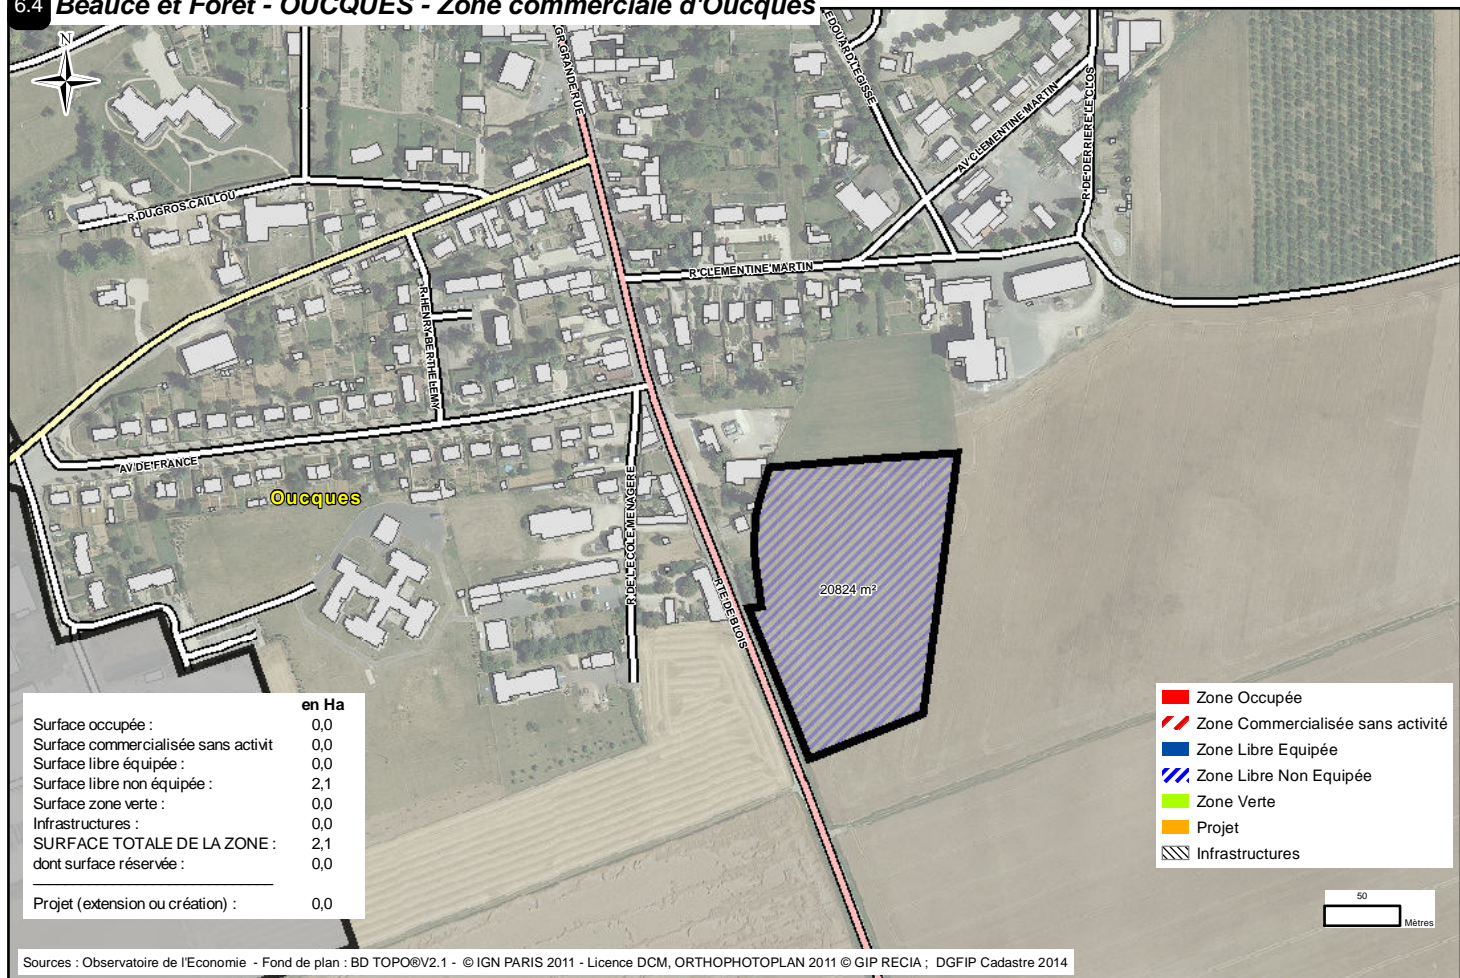 6.4 Beauce et Forêt - OUCQUES - Zone commerciale d'Oucques
N
GR GRANDE RUE
EDOUARD LEGISSE
AV CLEMENTINE MARTIN
R DE DERRIERE LE CLOS
R DU GROS CAILLOU
R CLEMENTINE MARTIN
R HENRY BERTHELEMY
AV DE FRANCE
Oucques
R DE L'ECOLE MENAGERE
RTE DE BLOIS
20824 m²
en Ha
Surface occupée : 0,0
Surface commercialisée sans activit 0,0
Surface libre équipée : 0,0
Surface libre non équipée : 2,1
Surface zone verte : 0,0
Infrastructures : 0,0
SURFACE TOTALE DE LA ZONE : 2,1
dont surface réservée : 0,0
Projet (extension ou création) : 0,0
Zone Occupée
Zone Commercialisée sans activité
Zone Libre Equipée
Zone Libre Non Equipée
Zone Verte
Projet
Infrastructures
50
Mètres
Sources : Observatoire de l'Economie - Fond de plan : BD TOPO®V2.1 - © IGN PARIS 2011 - Licence DCM, ORTHOPHOTOPLAN 2011 © GIP RECIA ; DGFIP Cadastre 2014